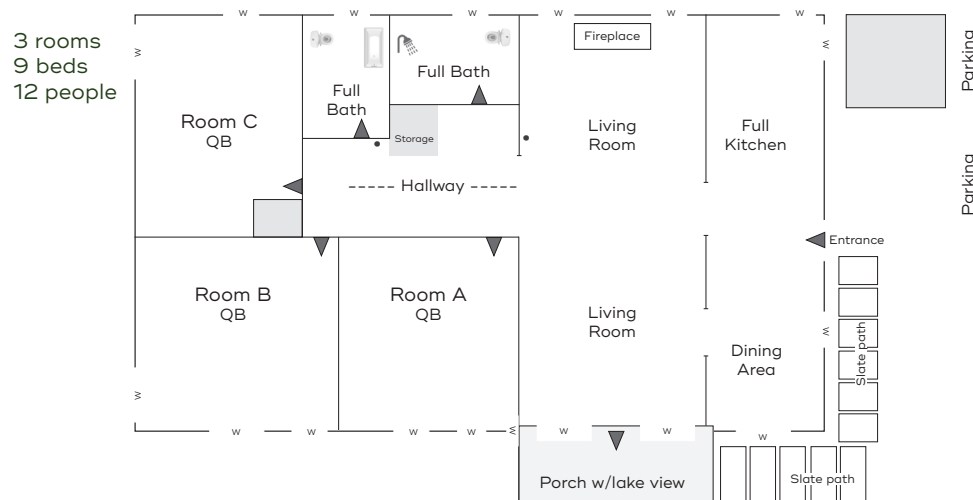 3 rooms
9 beds
12 people
W
W
W
W
W
W
W
W
Fireplace
Full Bath
Full
Bath
Room C
QB
Storage
Living
Room
Full
Kitchen
Parking
Parking
Hallway
Entrance
Room B
QB
Room A
QB
Living
Room
Dining
Area
W
Slate path
W
W
W
W
W
W
W
W
W
Porch w/lake view
Slate path